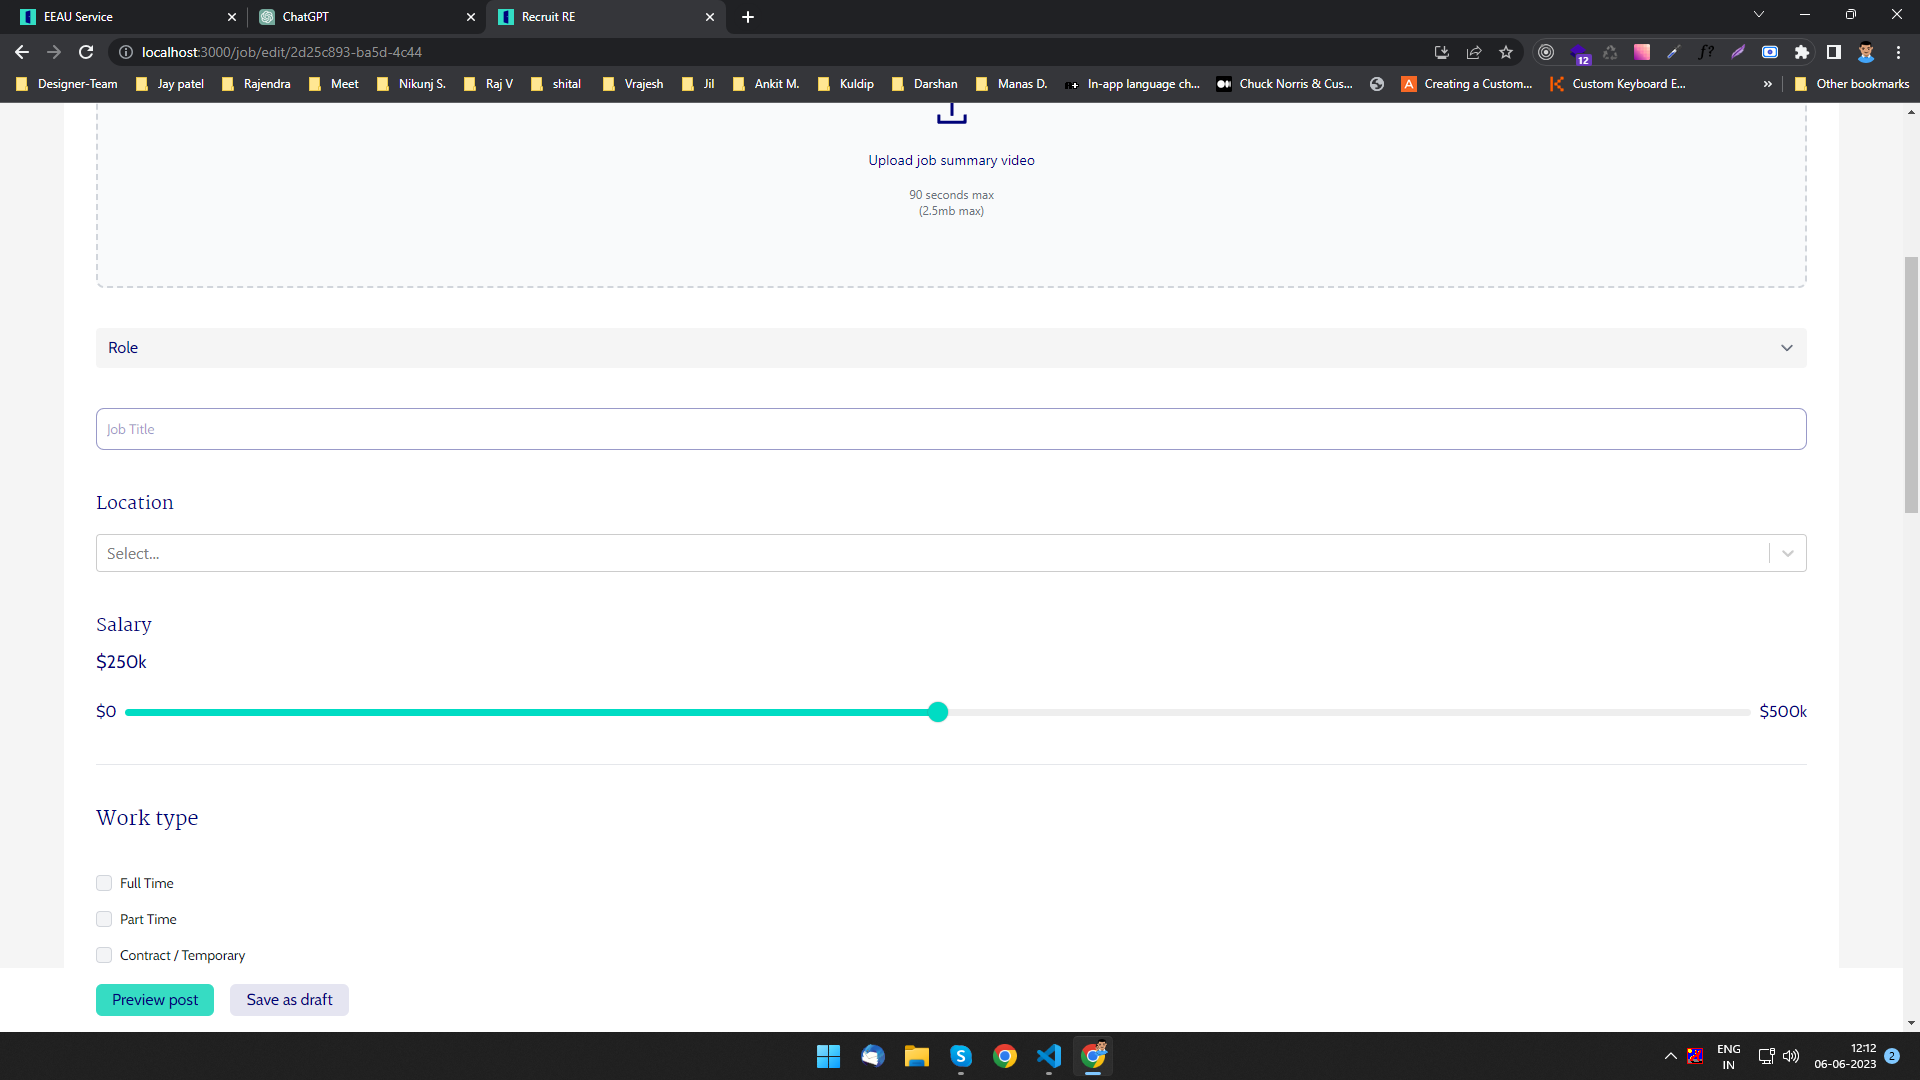 EEAU Service
ChatGPT
Recruit RE
localhost:3000/job/edit/2d25c893-ba5d-4c44
12
Designer-Team
Jay patel
Rajendra
Meet
Nikunj S.
Raj V
shital
Vrajesh
Jil
Ankit M.
Kuldip
Darshan
Manas D.
In-app language ch...
Chuck Norris & Cus...
Creating a Custom...
Custom Keyboard E...
»
Other bookmarks
Upload job summary video
90 seconds max
(2.5mb max)
Role
Job Title
Location
Select...
Salary
$250k
$0
$500k
Work type
Full Time
Part Time
Contract / Temporary
Preview post
Save as draft
ENG
IN
12:12
06-06-2023
2